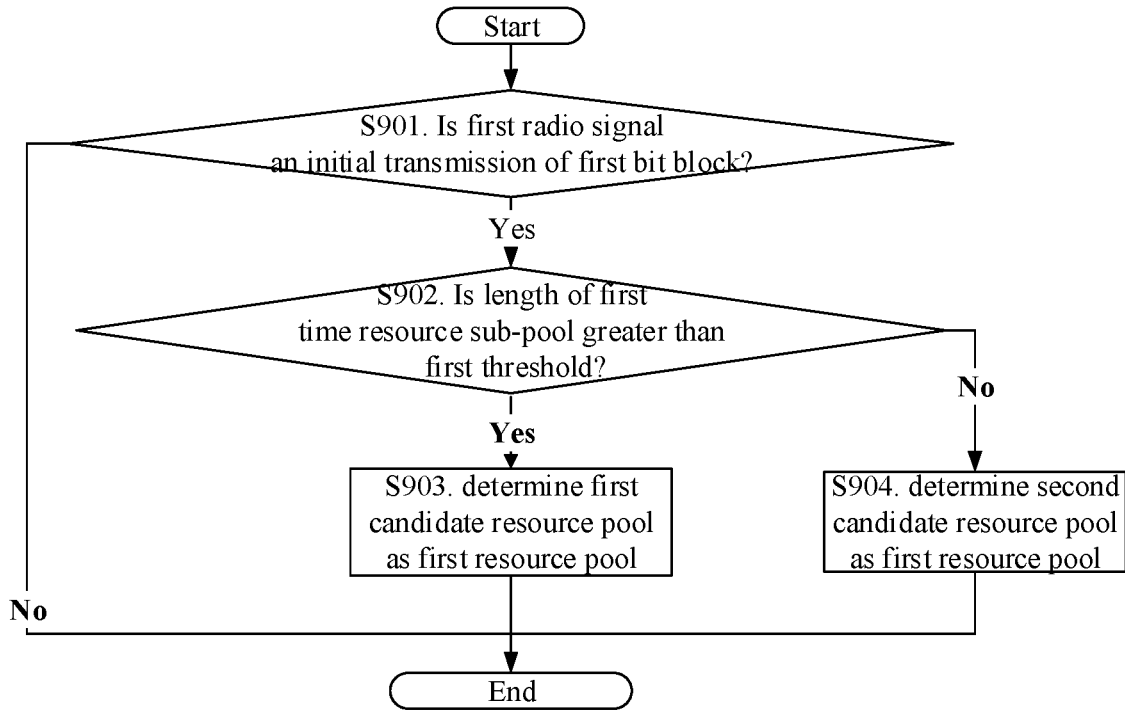 Start
S901. Is first radio signal
an initial transmission of first bit block?
Yes
S902. Is length of first
time resource sub-pool greater than
first threshold?
No
Yes
S903. determine first
candidate resource pool
as first resource pool
S904. determine second
candidate resource pool
as first resource pool
No
End